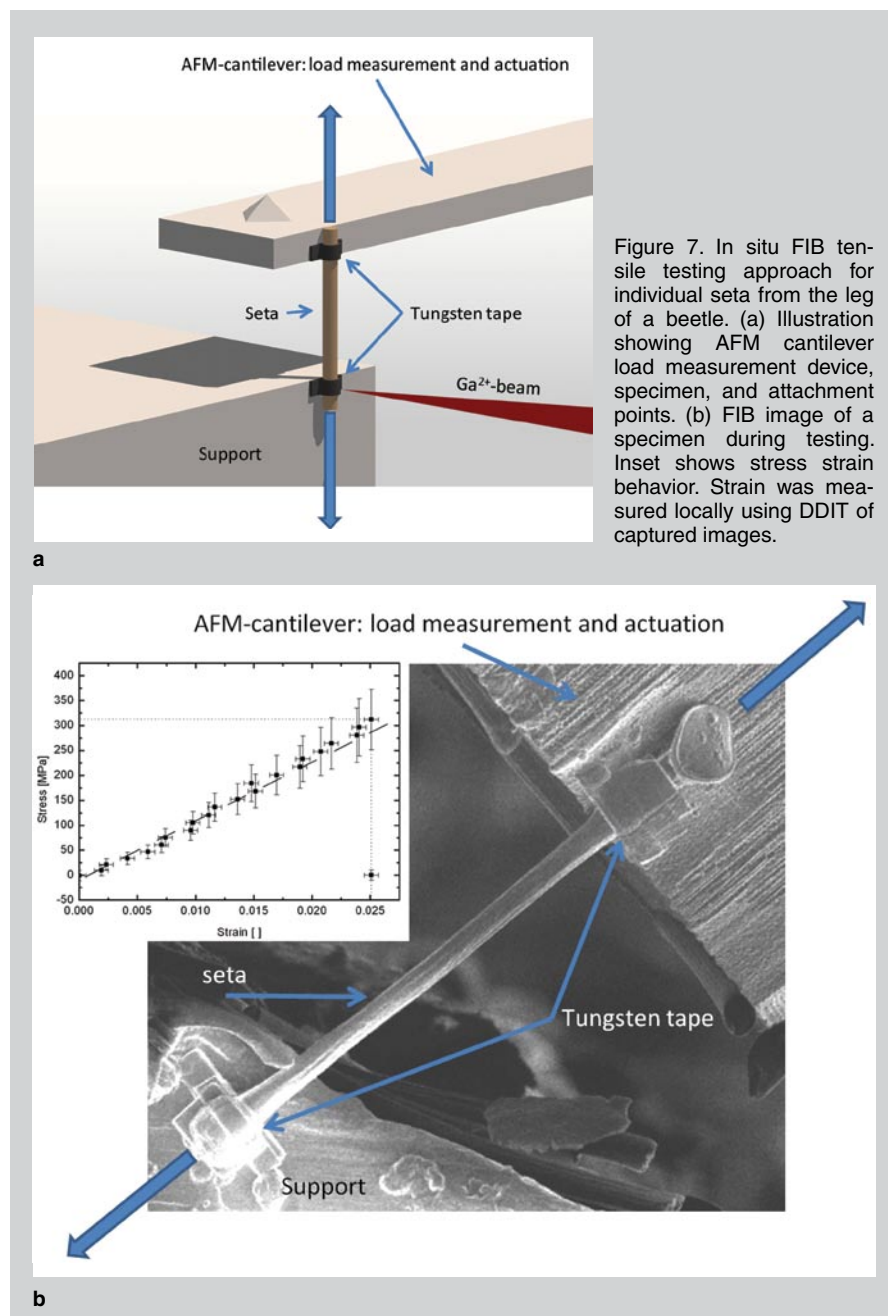 AFM-cantilever: load measurement and actuation
Seta
Tungsten tape
Ga²⁺-beam
Support
a
Figure 7. In situ FIB ten-
sile testing approach for
individual seta from the leg
of a beetle. (a) Illustration
showing AFM cantilever
load measurement device,
specimen, and attachment
points. (b) FIB image of a
specimen during testing.
Inset shows stress strain
behavior. Strain was mea-
sured locally using DDIT of
captured images.
AFM-cantilever: load measurement and actuation
400
350
300
250
200
150
100
50
0
-50
Stress [MPa]
0.000 0.005 0.010 0.015 0.020 0.025
Strain [ ]
seta
Tungsten tape
Support
b